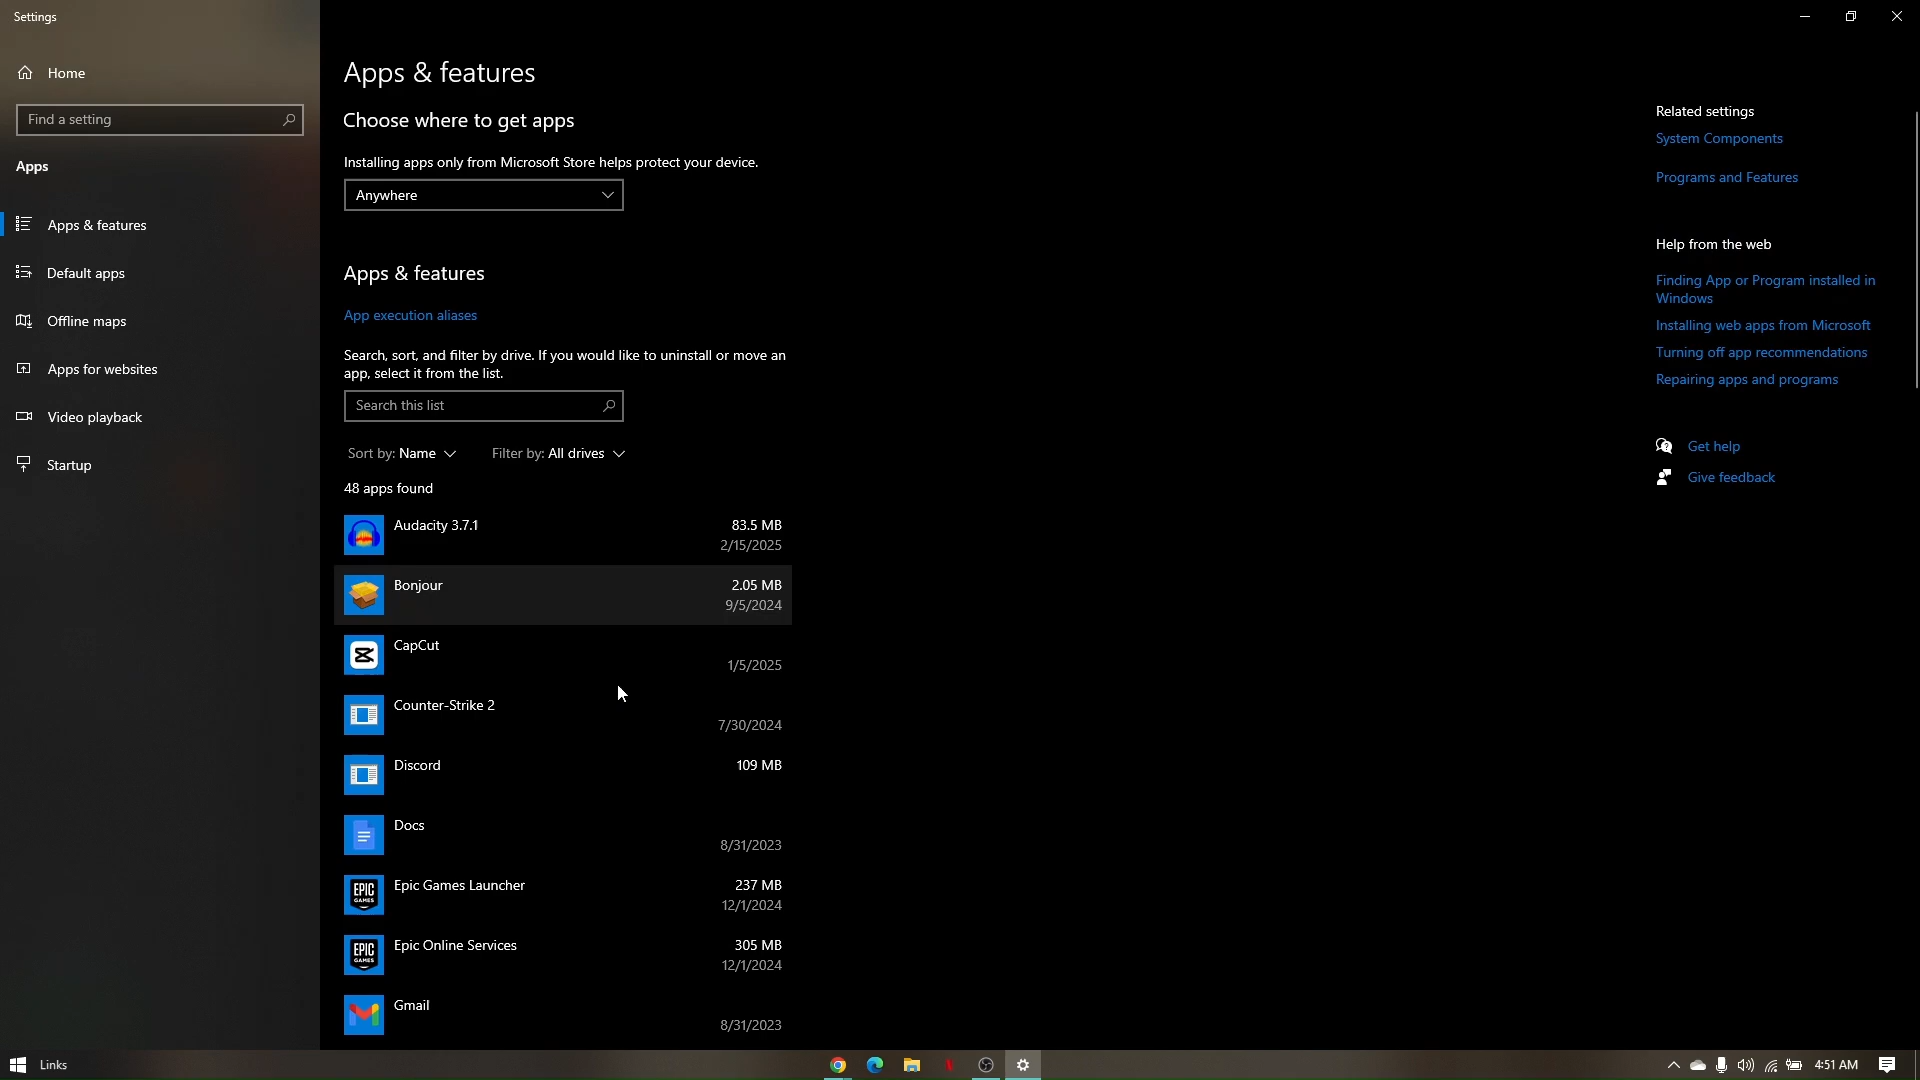 Settings
Home
Find a setting
Apps
Apps & features
Default apps
Offline maps
Apps for websites
Video playback
Startup
Apps & features
Choose where to get apps
Installing apps only from Microsoft Store helps protect your device.
Anywhere
Apps & features
App execution aliases
Search, sort, and filter by drive. If you would like to uninstall or move an
app, select it from the list.
Search this list
Sort by: Name Filter by: All drives
48 apps found
Audacity 3.7.1 83.5 MB
2/15/2025
Bonjour 2.05 MB
9/5/2024
CapCut
1/5/2025
Counter-Strike 2
7/30/2024
Discord 109 MB
Docs
8/31/2023
EPIC
GAMES
Epic Games Launcher 237 MB
12/1/2024
EPIC
GAMES
Epic Online Services 305 MB
12/1/2024
Gmail
8/31/2023
Related settings
System Components
Programs and Features
Help from the web
Finding App or Program installed in
Windows
Installing web apps from Microsoft
Turning off app recommendations
Repairing apps and programs
Get help
Give feedback
Links
4:51 AM